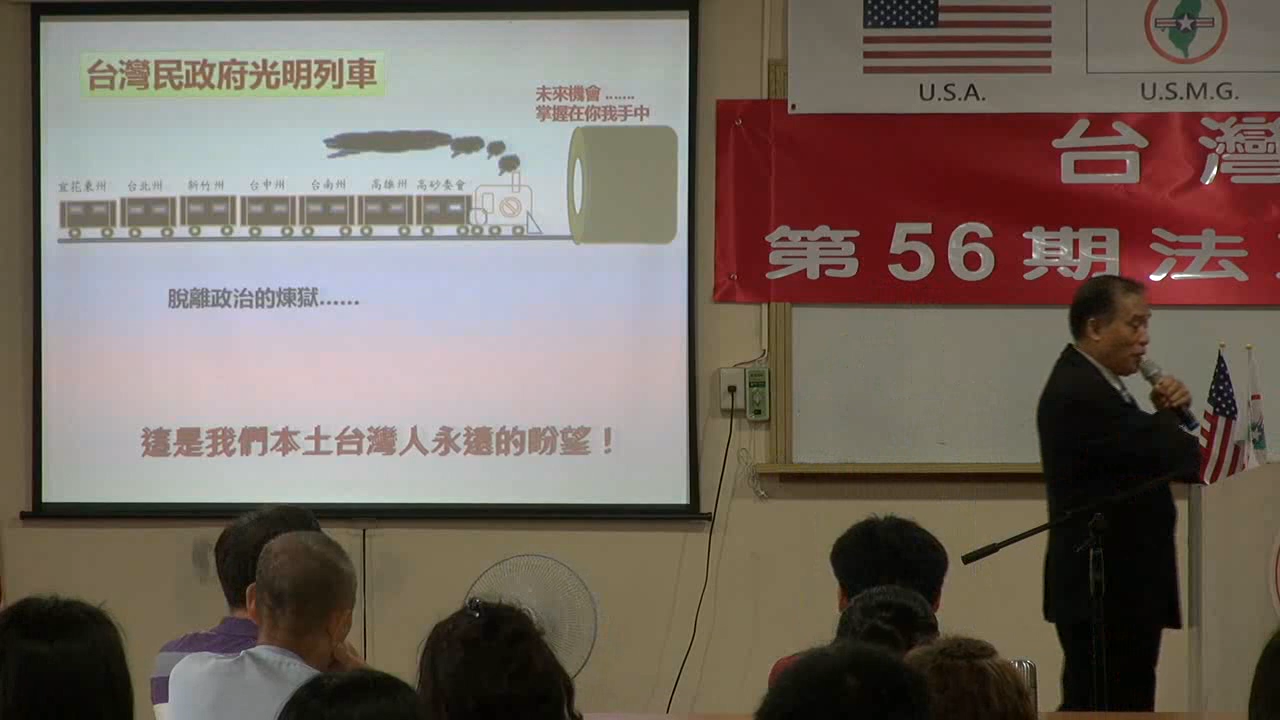 台灣民政府光明列車
未來機會.......
掌握在你我手中
宜花東州 台北州 新竹州 台中州 台南州 高雄州 高砂委會
脫離政治的煉獄......
這是我們本土台灣人永遠的盼望！
U.S.A.
U.S.M.G.
台灣
第56期法